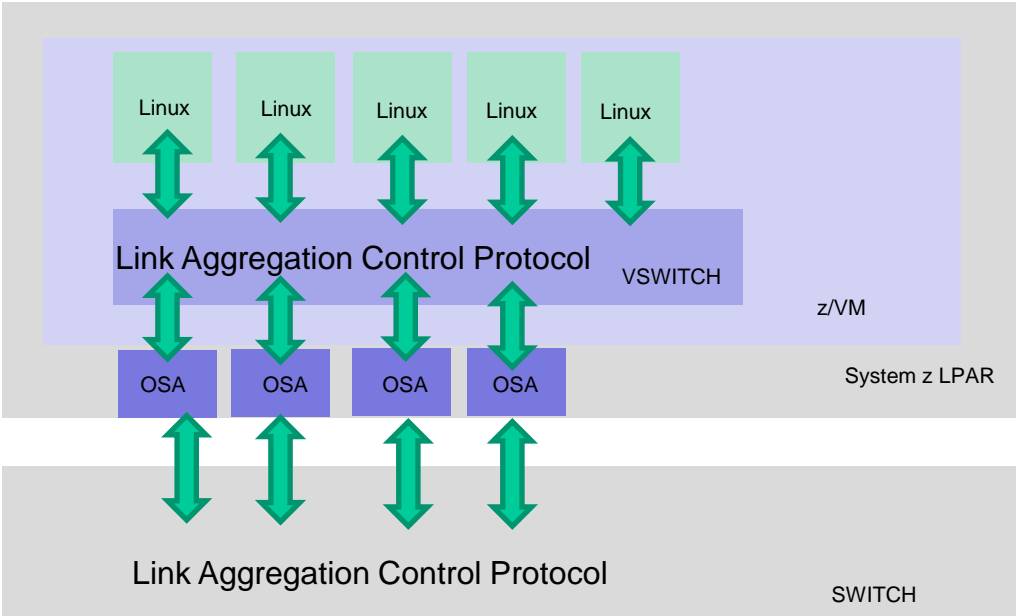 Linux
Linux
Linux
Linux
Linux
Link Aggregation Control Protocol
VSWITCH
z/VM
OSA
OSA
OSA
OSA
System z LPAR
Link Aggregation Control Protocol
SWITCH